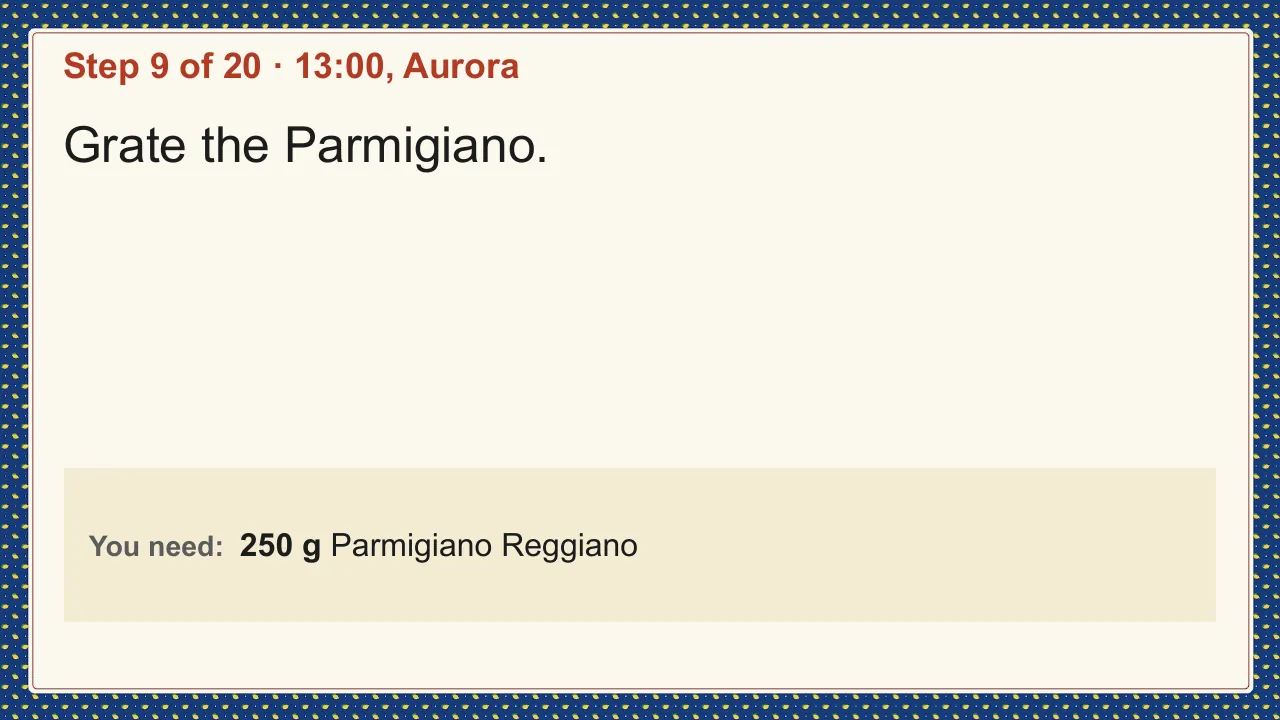 Step 9 of 20 · 13:00, Aurora
Grate the Parmigiano.
You need: 250 g Parmigiano Reggiano